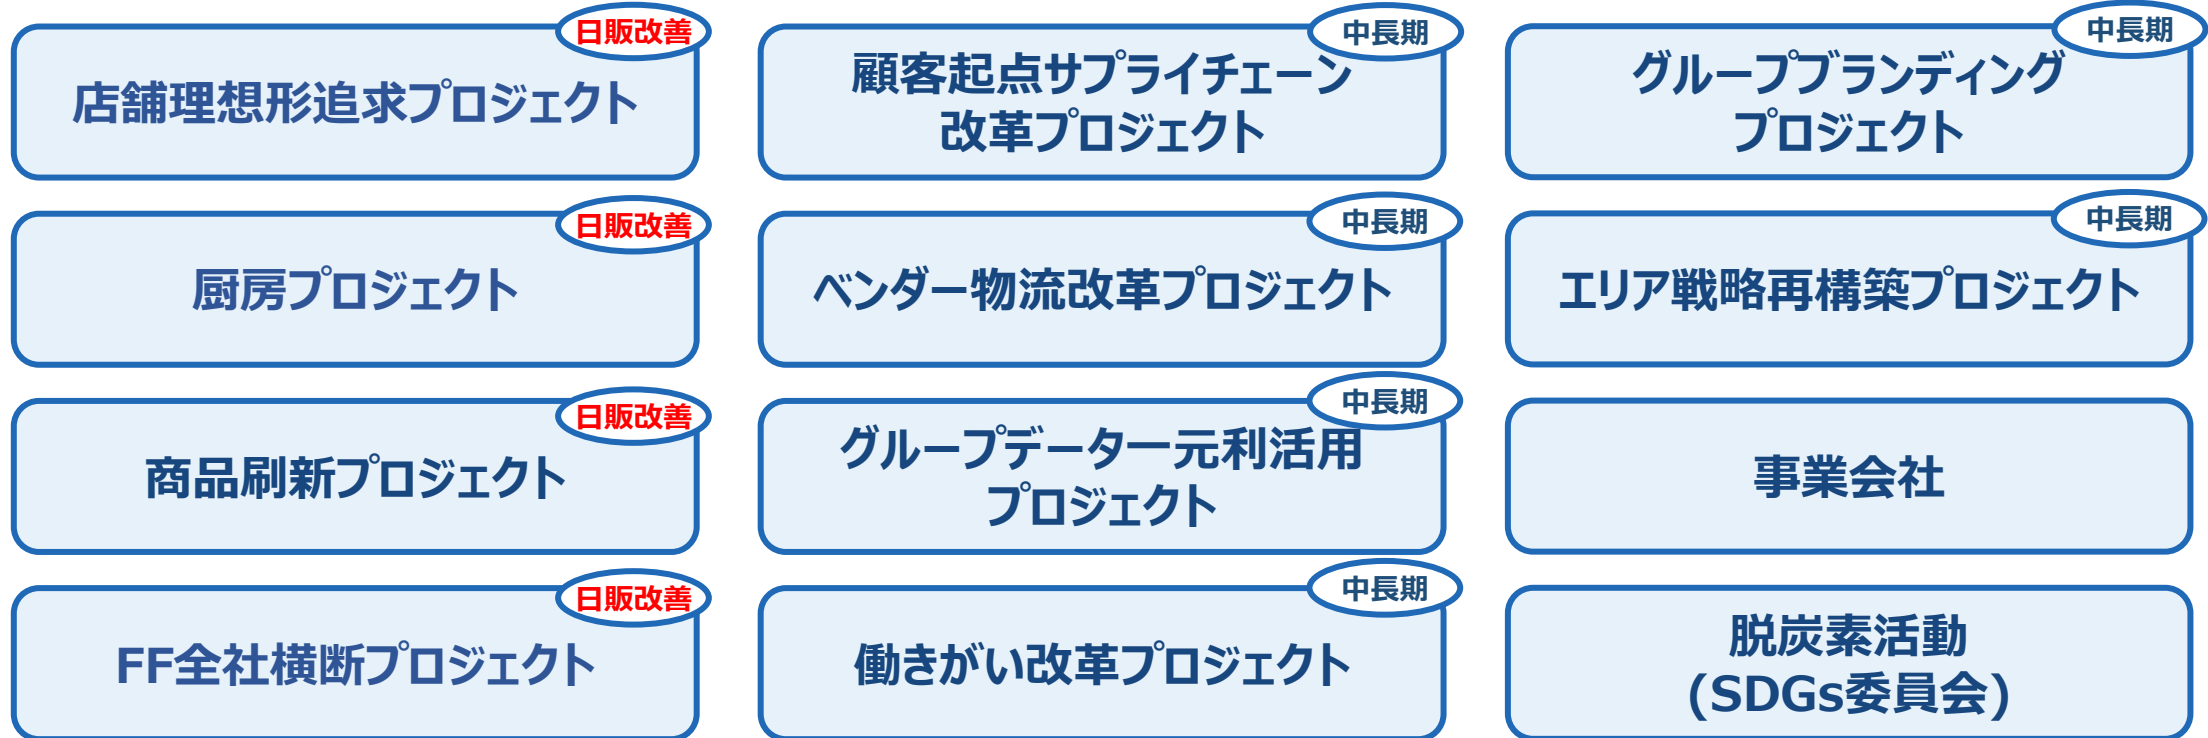 日販改善
店舗理想形追求プロジェクト
中長期
顧客起点サプライチェーン
改革プロジェクト
中長期
グループブランディング
プロジェクト
日販改善
厨房プロジェクト
中長期
ベンダー物流改革プロジェクト
中長期
エリア戦略再構築プロジェクト
日販改善
商品刷新プロジェクト
中長期
グループデータ一元利活用
プロジェクト
事業会社
日販改善
FF全社横断プロジェクト
中長期
働きがい改革プロジェクト
脱炭素活動
(SDGs委員会)